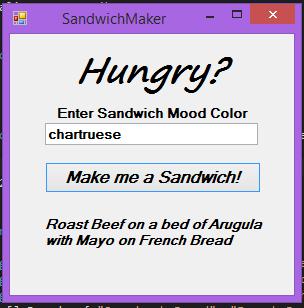 SandwichMaker
Hungry?
Enter Sandwich Mood Color
chartruese
Make me a Sandwich!
Roast Beef on a bed of Arugula
with Mayo on French Bread